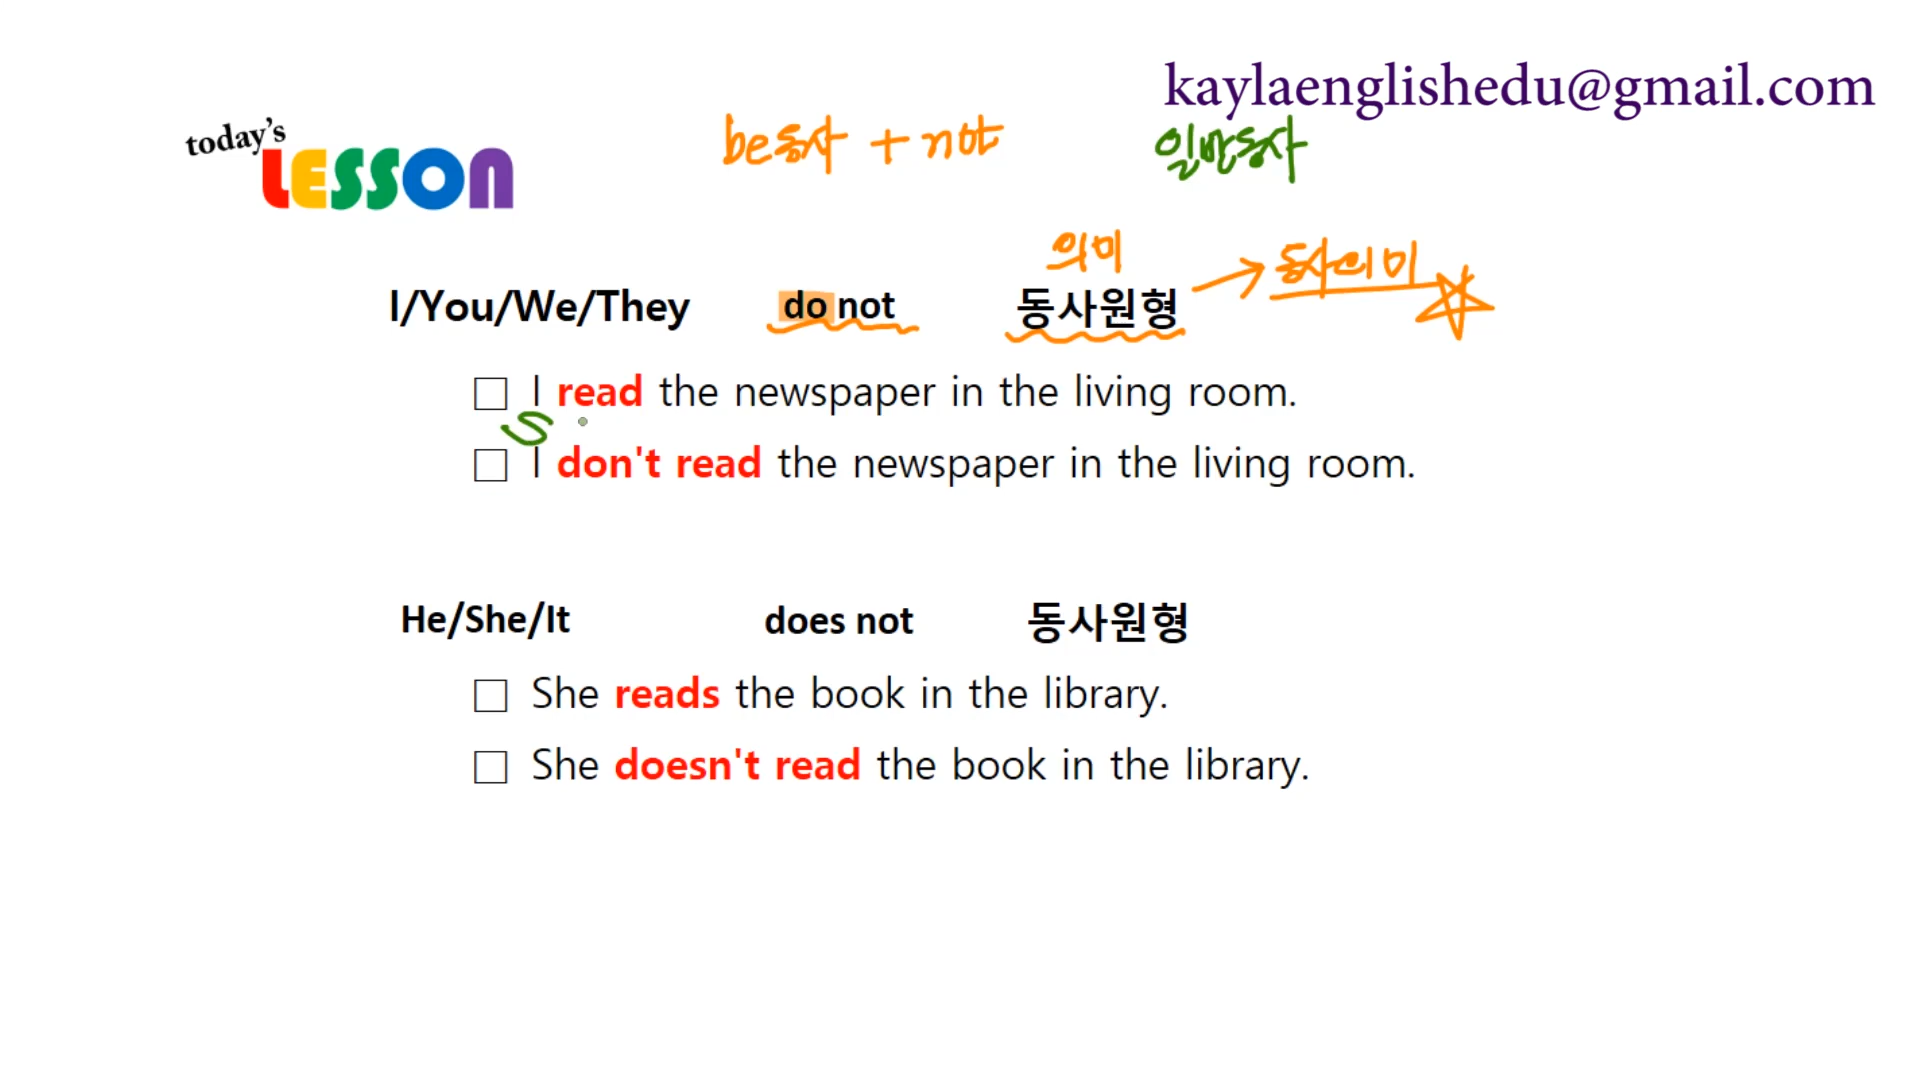 kaylaenglishedu@gmail.com
today's
LESSON
be동사 + not
일반동사
의미
동사의미
I/You/We/They do not 동사원형
I read the newspaper in the living room.
S
I don't read the newspaper in the living room.
He/She/It does not 동사원형
She reads the book in the library.
She doesn't read the book in the library.